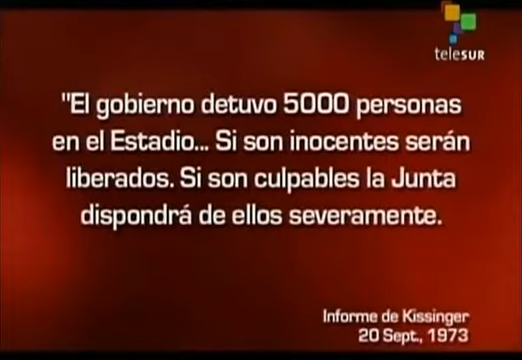 teleSUR
"El gobierno detuvo 5000 personas
en el Estadio... Si son inocentes serán
liberados. Si son culpables la Junta
dispondrá de ellos severamente.
Informe de Kissinger
20 Sept., 1973